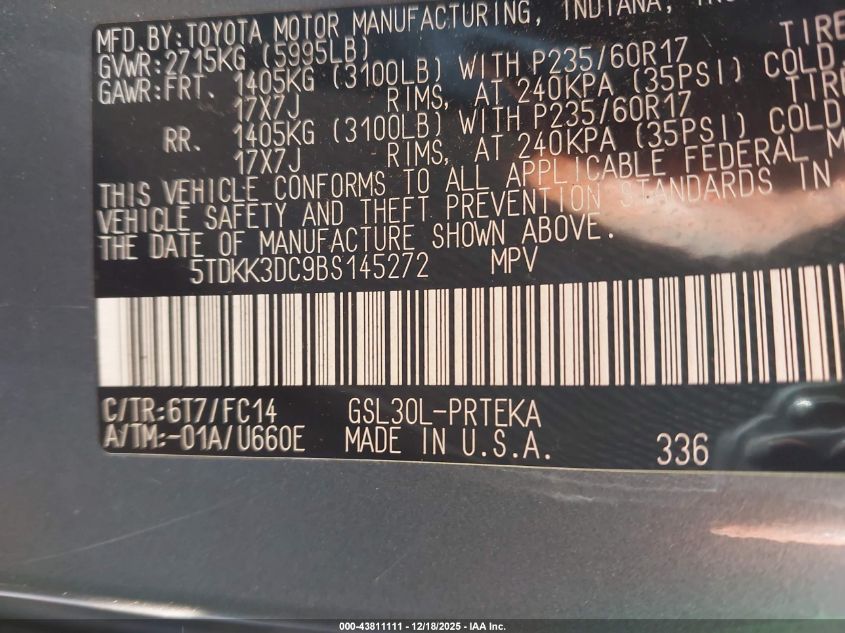 MFD.BY:TOYOTA MOTOR MANUFACTURING, INDIANA,
GVWR:2715KG (5995LB)
GAWR:FRT. 1405KG (3100LB) WITH P235/60R17 TIRE
17X7J RIMS, AT 240KPA (35PSI) COLD.
RR. 1405KG (3100LB) WITH P235/60R17 TIRE
17X7J RIMS, AT 240KPA (35PSI) COLD
THIS VEHICLE CONFORMS TO ALL APPLICABLE FEDERAL
VEHICLE SAFETY AND THEFT PREVENTION STANDARDS IN
THE DATE OF MANUFACTURE SHOWN ABOVE.
5TDKK3DC9BS145272 MPV
C/TR:6T7/FC14 GSL30L-PRTEKA
A/TM:-01A/U660E MADE IN U.S.A. 336
000-43811111 - 12/18/2025 - IAA Inc.